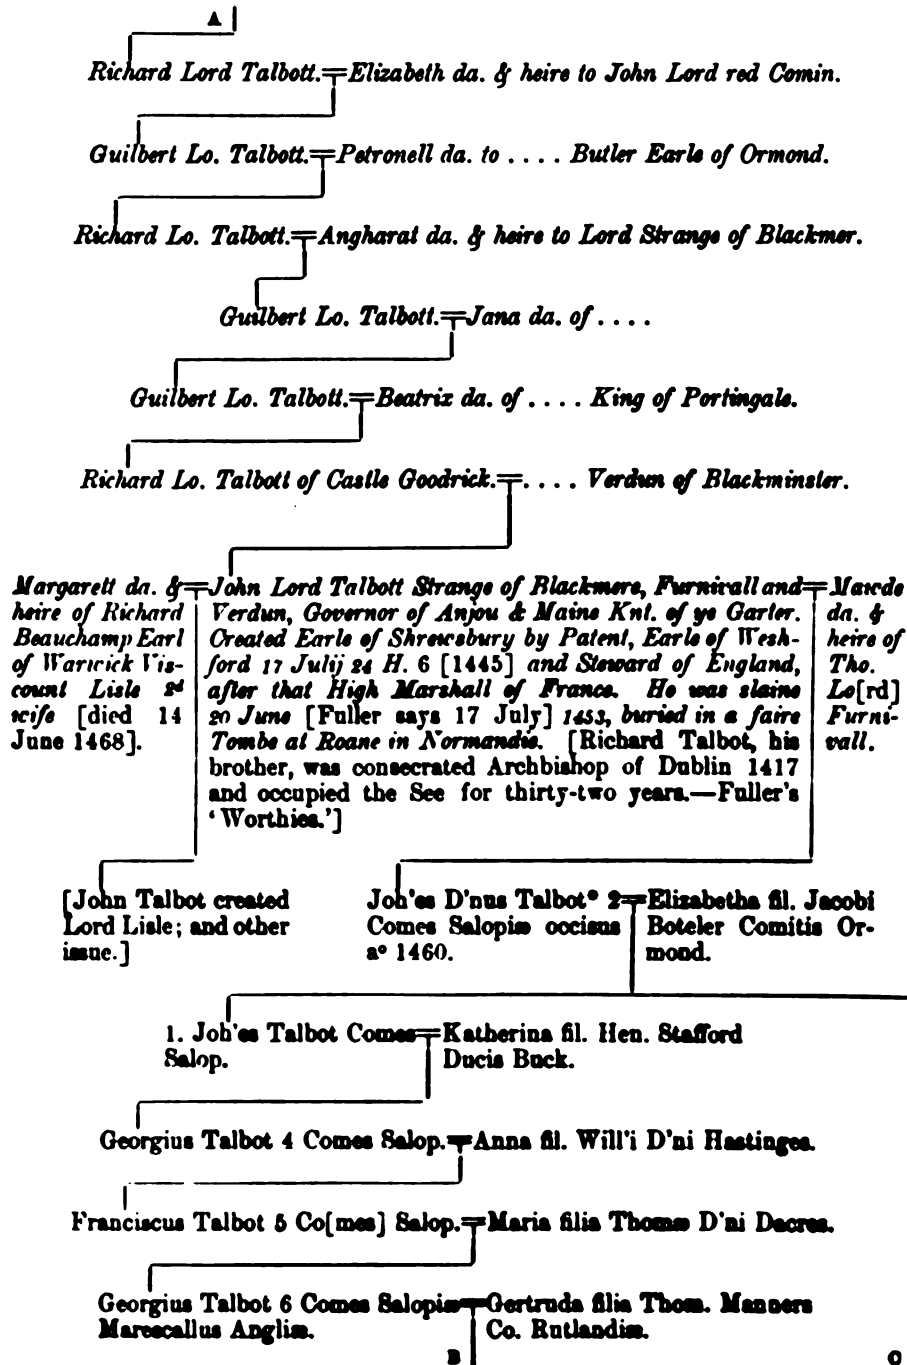 A
Richard Lord Talbott.=Elizabeth da. & heire to John Lord red Comin.
Guilbert Lo. Talbott.=Petronell da. to . . . . Butler Earle of Ormond.
Richard Lo. Talbott.=Angharat da. & heire to Lord Strange of Blackmer.
Guilbert Lo. Talbott.=Jana da. of . . . .
Guilbert Lo. Talbott.=Beatrix da. of . . . . King of Portingale.
Richard Lo. Talbott of Castle Goodrick.=. . . . Verdun of Blackminster.
Margarett da. &
heire of Richard
Beauchamp Earl
of Warwick Vis-
count Lisle 2d
wife [died 14
June 1468].
=John Lord Talbott Strange of Blackmere, Furnivall and=
Verdun, Governor of Anjou & Maine Knt. of ye Garter.
Created Earle of Shrewsbury by Patent, Earle of Wesh-
ford 17 Julij 24 H. 6 [1445] and Steward of England,
after that High Marshall of France. He was slaine
20 June [Fuller says 17 July] 1453, buried in a faire
Tombe at Roane in Normandie. [Richard Talbot, his
brother, was consecrated Archbishop of Dublin 1417
and occupied the See for thirty-two years.—Fuller's
‘Worthies.’]
Mawde
da. &
heire of
Tho.
Lo[rd]
Furni-
vall.
[John Talbot created
Lord Lisle; and other
issue.]
Joh'es D'nus Talbot* 2=
Comes Salopiæ occisus
a° 1460.
Elizabetha fil. Jacobi
Boteler Comitis Or-
mond.
1. Joh'es Talbot Comes=
Salop.
Katherina fil. Hen. Stafford
Ducis Buck.
Georgius Talbot 4 Comes Salop.=Anna fil. Will'i D'ni Hastinges.
Franciscus Talbot 5 Co[mes] Salop.=Maria filia Thomæ D'ni Dacres.
Georgius Talbot 6 Comes Salopiæ=
Marescallus Angliæ.
Gertruda filia Thom. Manners
Co. Rutlandiæ.
B
C